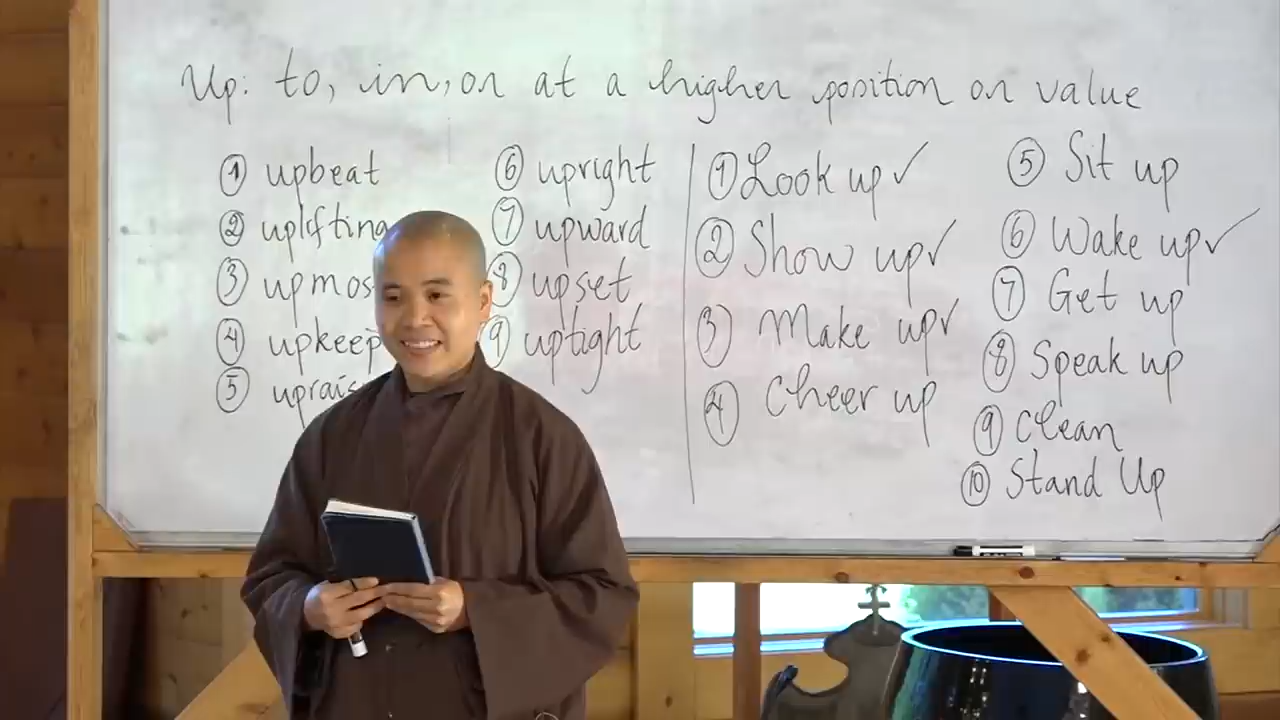 Up: to, in, or at a higher position or value
① upbeat
② uplifting
③ upmos
④ upkeep
⑤ uprais
⑥ upright
⑦ upward
⑧ upset
⑨ uptight
① Look up ✓
② Show up ✓
③ Make up ✓
④ Cheer up
⑤ Sit up
⑥ Wake up ✓
⑦ Get up
⑧ Speak up
⑨ Clean
⑩ Stand Up